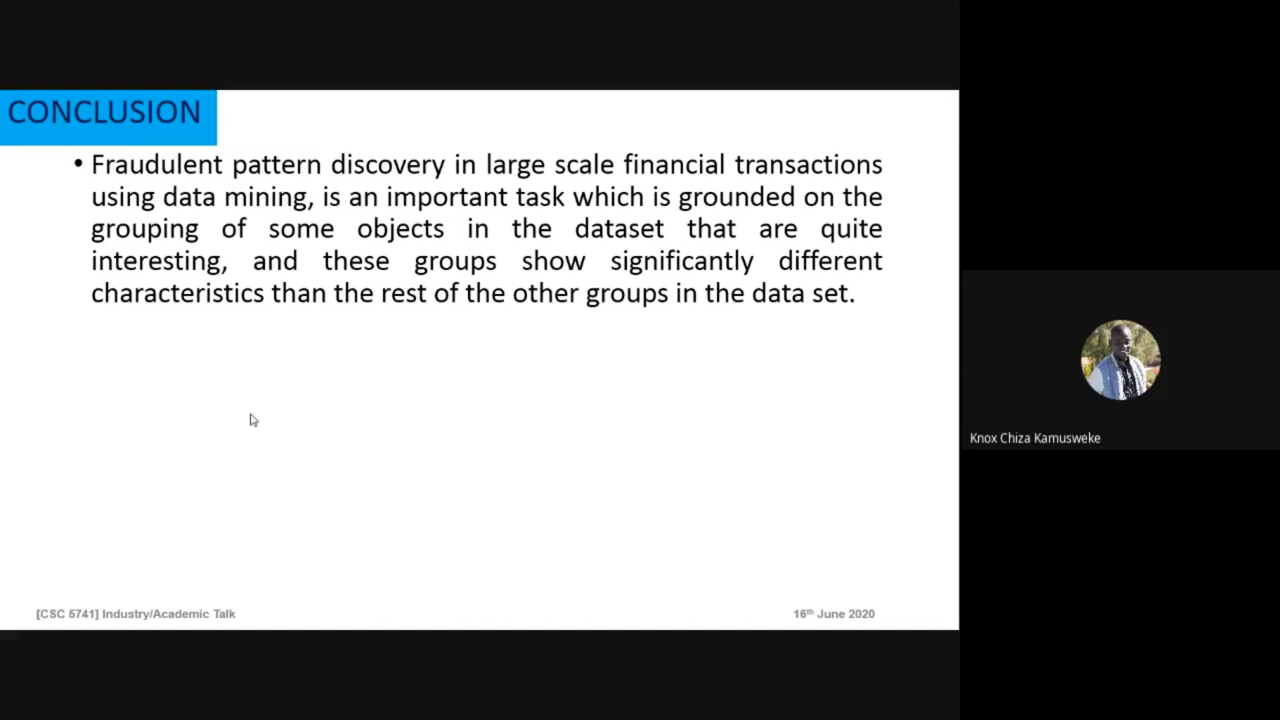 CONCLUSION
• Fraudulent pattern discovery in large scale financial transactions
using data mining, is an important task which is grounded on the
grouping of some objects in the dataset that are quite
interesting, and these groups show significantly different
characteristics than the rest of the other groups in the data set.
Knox Chiza Kamusweke
[CSC 5741] Industry/Academic Talk
16th June 2020